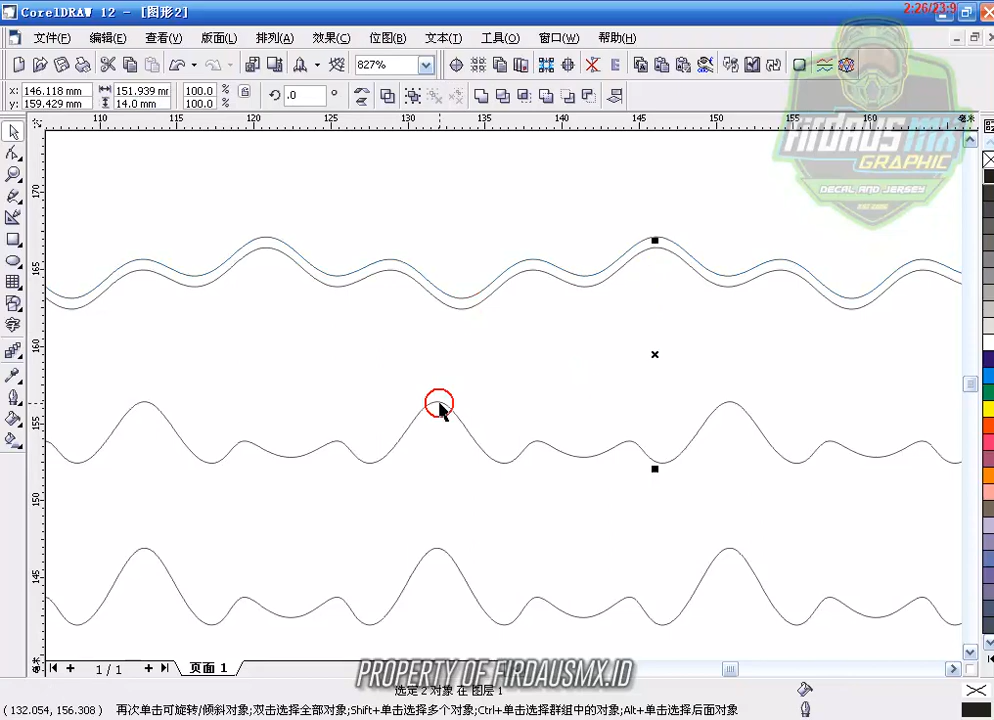 CorelDRAW 12 - [图形2]
2:26/23:9
文件(F) 编辑(E) 查看(V) 版面(L) 排列(A) 效果(C) 位图(B) 文本(T) 工具(O) 窗口(W) 帮助(H)
827%
x: 146.118 mm 151.939 mm 100.0 %
y: 159.429 mm 14.0 mm 100.0 %
.0 °
110 115 120 125 130 135 140 145 150 155 160 毫米
FIRDAUSMX
GRAPHIC
DECAL AND JERSEY
170
165
160
155
150
145
1 / 1 页面 1
PROPERTY OF FIRDAUSMX.ID
选定 2 对象 在 图层 1
(132.054, 156.308) 再次单击可旋转/倾斜对象;双击选择全部对象;Shift+单击选择多个对象;Ctrl+单击选择群组中的对象;Alt+单击选择后面对象